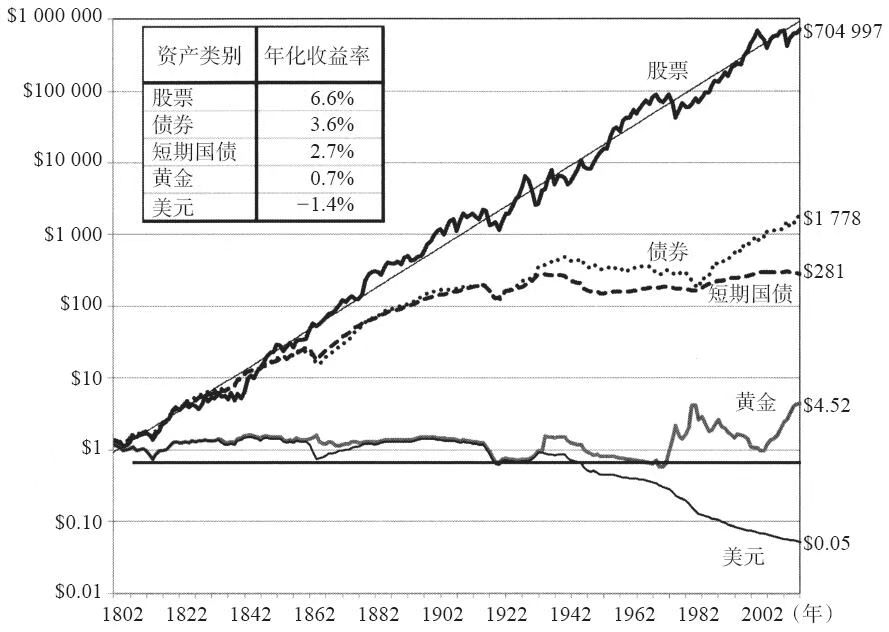 $1 000 000
资产类别 年化收益率
股票 6.6%
债券 3.6%
短期国债 2.7%
黄金 0.7%
美元 -1.4%
$100 000
$10 000
$1 000
$100
$10
$1
$0.10
$0.01
股票
$704 997
债券
$1 778
短期国债
$281
黄金
$4.52
美元
$0.05
1802 1822 1842 1862 1882 1902 1922 1942 1962 1982 2002 (年)